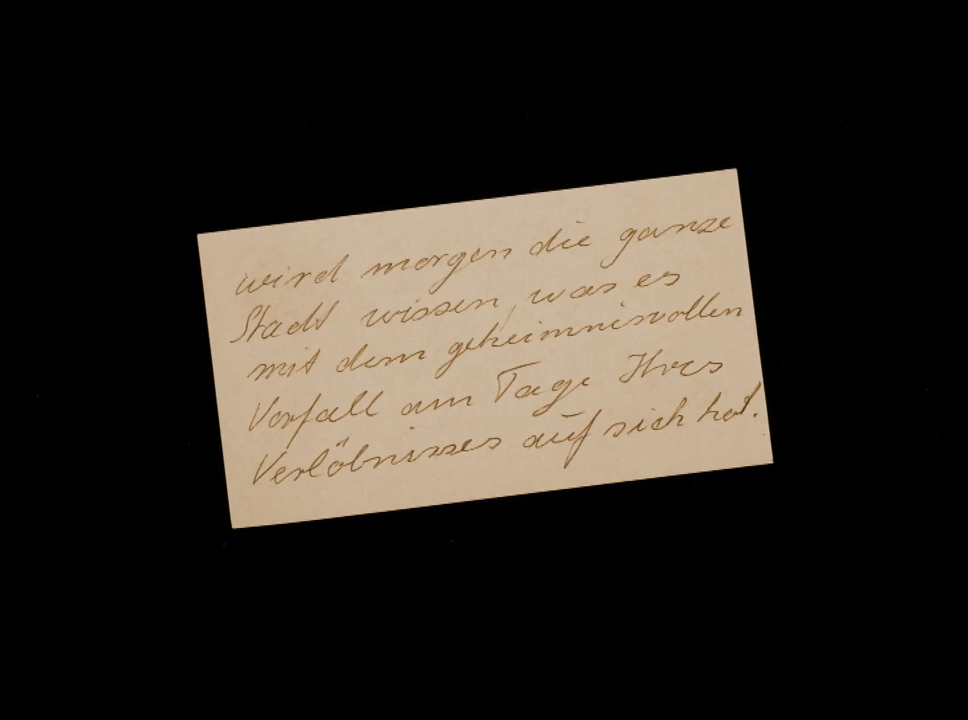 wird morgen die ganze
Stadt wissen, was es
mit dem geheimnisvollen
Vorfall am Tage Ihres
Verlöbnisses auf sich hat.